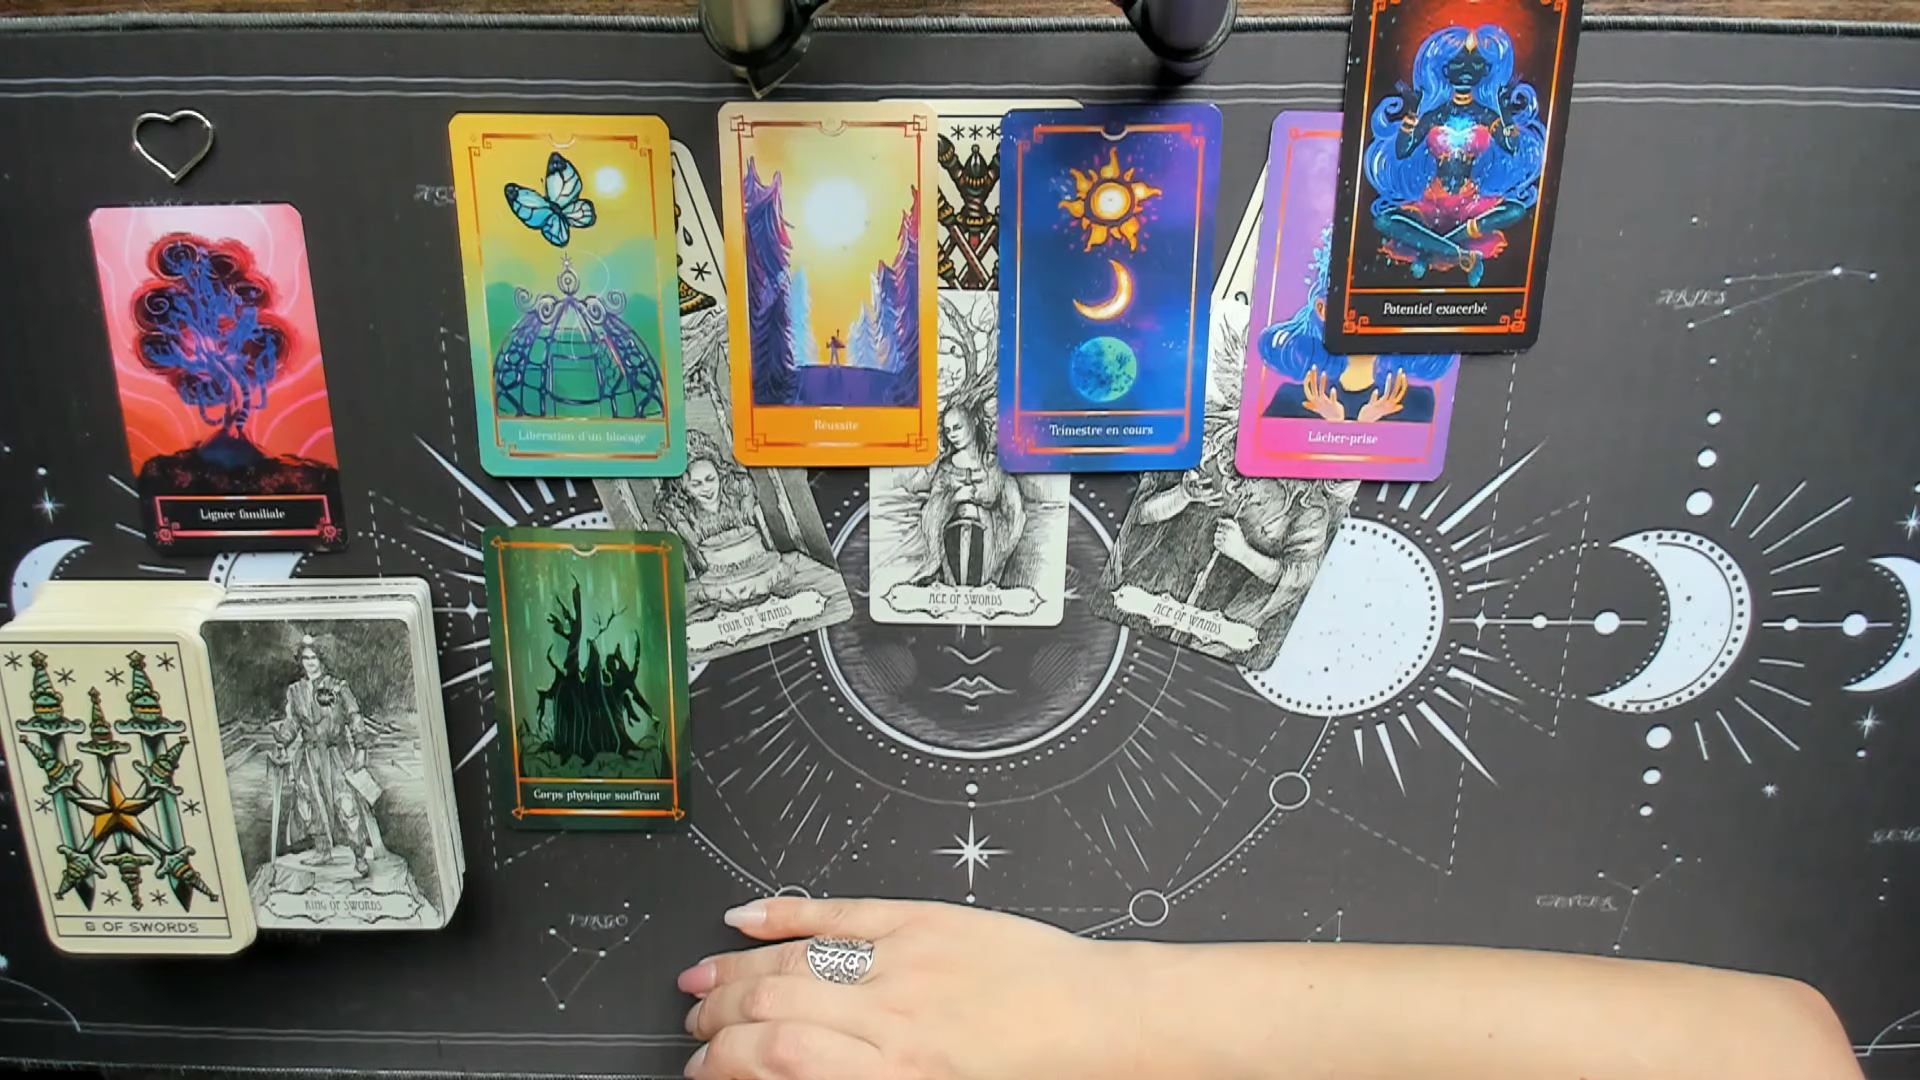 Potentiel exacerbé
Libération d'un blocage
Réussite
Trimestre en cours
Lâcher-prise
Lignée familiale
ARIES
FOUR OF WANDS
ACE OF SWORDS
ACE OF WANDS
Corps physique souffrant
KING OF SWORDS
8 OF SWORDS
VIRGO
CANCER